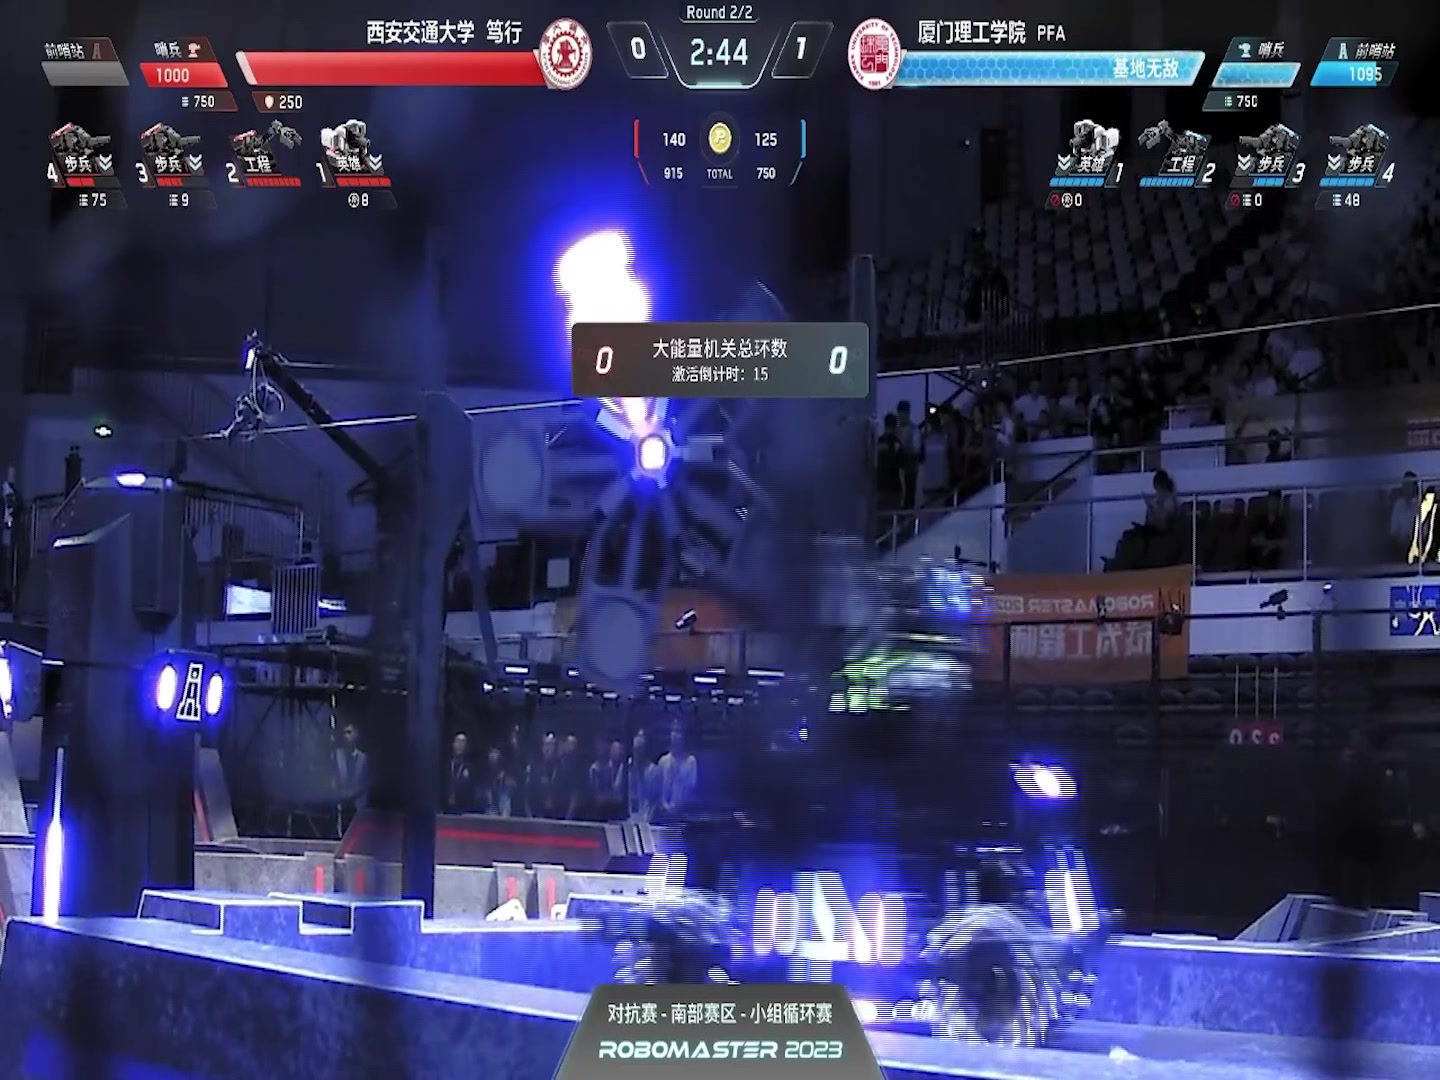 Round 2/2
西安交通大学 笃行
0
2:44
1
厦门理工学院 PFA
前哨站
哨兵
1000
750
250
基地无敌
哨兵
750
前哨站
1095
140
125
915
TOTAL
750
4
步兵
75
3
步兵
9
2
工程
1
英雄
8
英雄
1
0
工程
2
步兵
3
0
步兵
4
48
0
大能量机关总环数
激活倒计时：15
0
4
对抗赛 - 南部赛区 - 小组循环赛
ROBOMASTER 2023